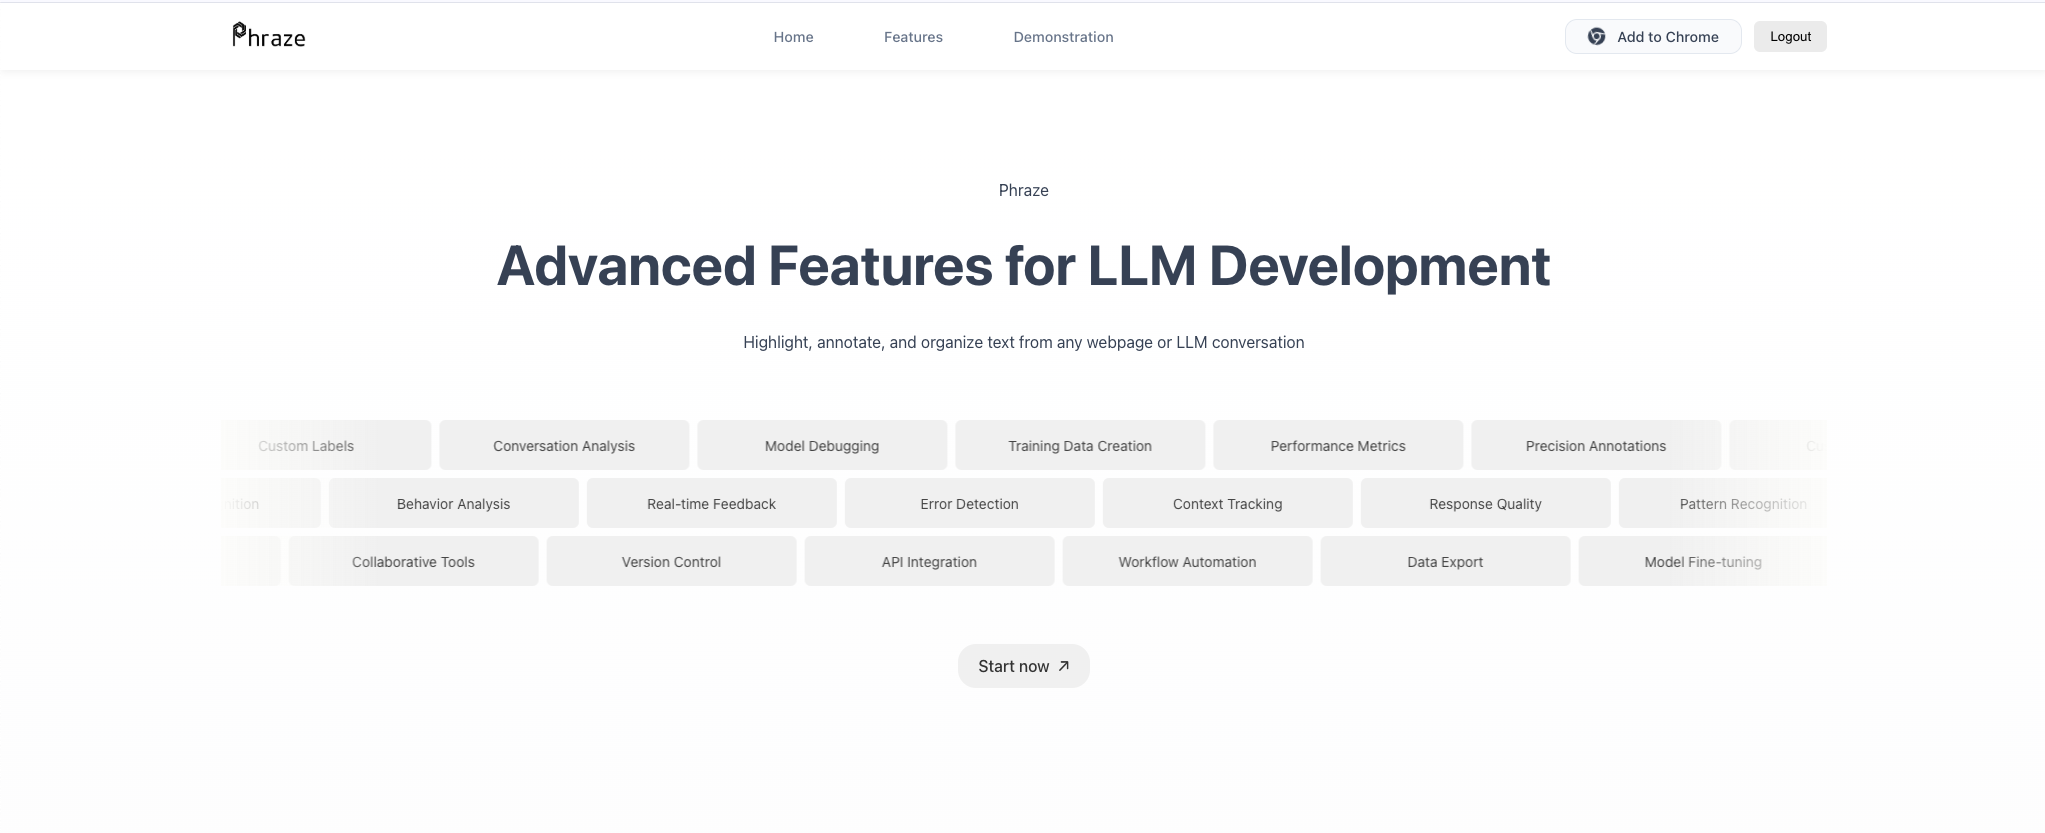 Phraze
Home
Features
Demonstration
Add to Chrome
Logout
Phraze
Advanced Features for LLM Development
Highlight, annotate, and organize text from any webpage or LLM conversation
Custom Labels
Conversation Analysis
Model Debugging
Training Data Creation
Performance Metrics
Precision Annotations
Behavior Analysis
Real-time Feedback
Error Detection
Context Tracking
Response Quality
Pattern Recognition
Collaborative Tools
Version Control
API Integration
Workflow Automation
Data Export
Model Fine-tuning
Start now